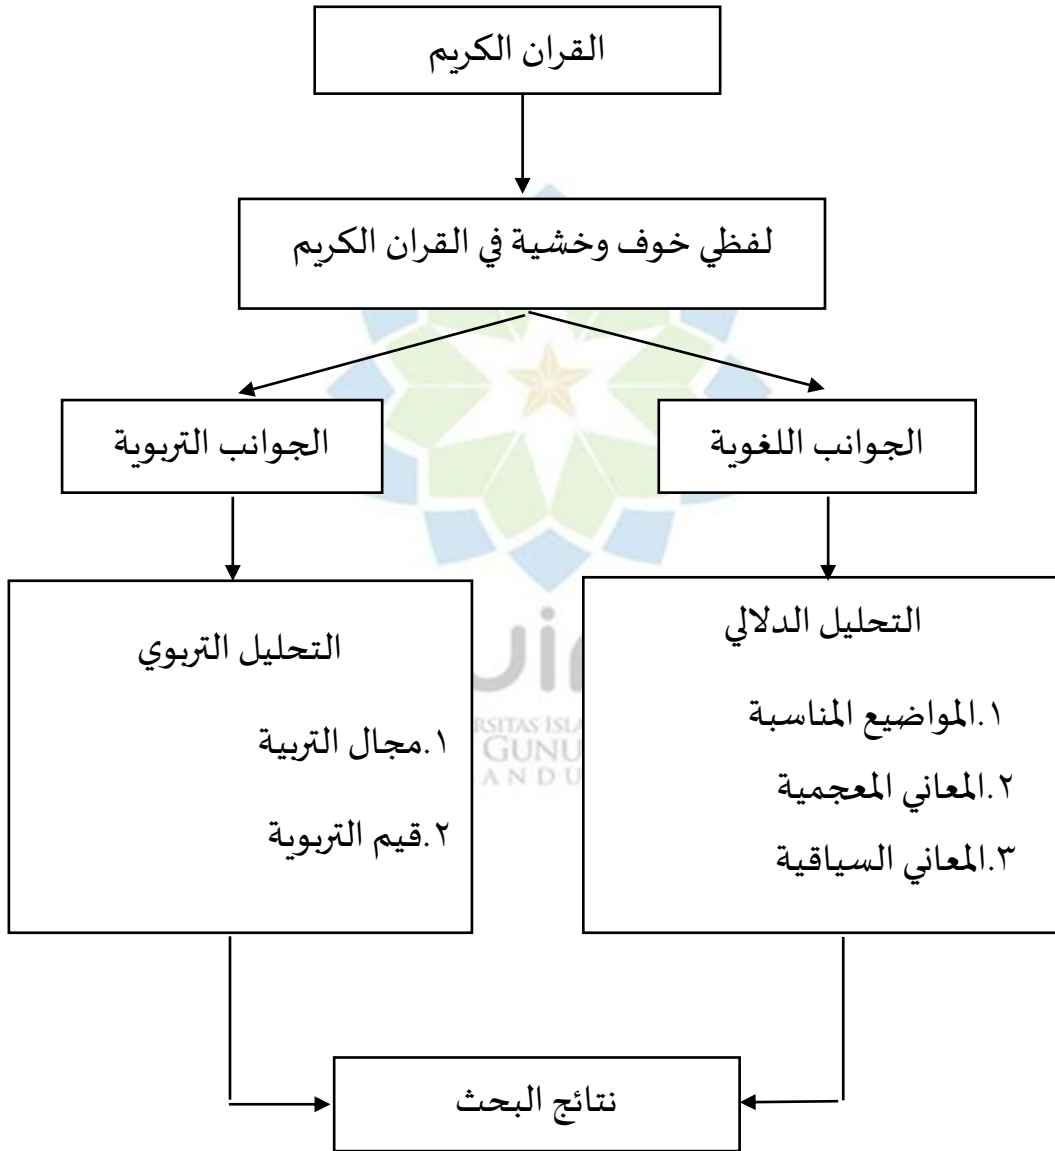 القران الكريم
لفظي خوف وخشية في القران الكريم
الجوانب اللغوية
الجوانب التربوية
التحليل الدلالي
١.المواضيع المناسبة
٢.المعاني المعجمية
٣.المعاني السياقية
التحليل التربوي
١.مجال التربية
٢.قيم التربوية
نتائج البحث
GUNU